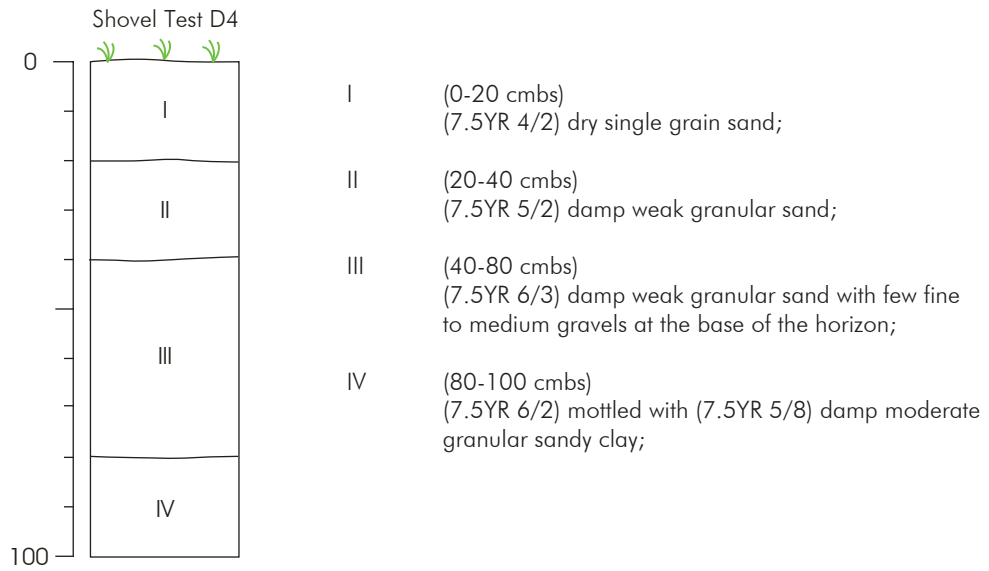 Shovel Test D4
0
I
II
III
IV
100
I (0-20 cmbs)
(7.5YR 4/2) dry single grain sand;
II (20-40 cmbs)
(7.5YR 5/2) damp weak granular sand;
III (40-80 cmbs)
(7.5YR 6/3) damp weak granular sand with few fine
to medium gravels at the base of the horizon;
IV (80-100 cmbs)
(7.5YR 6/2) mottled with (7.5YR 5/8) damp moderate
granular sandy clay;